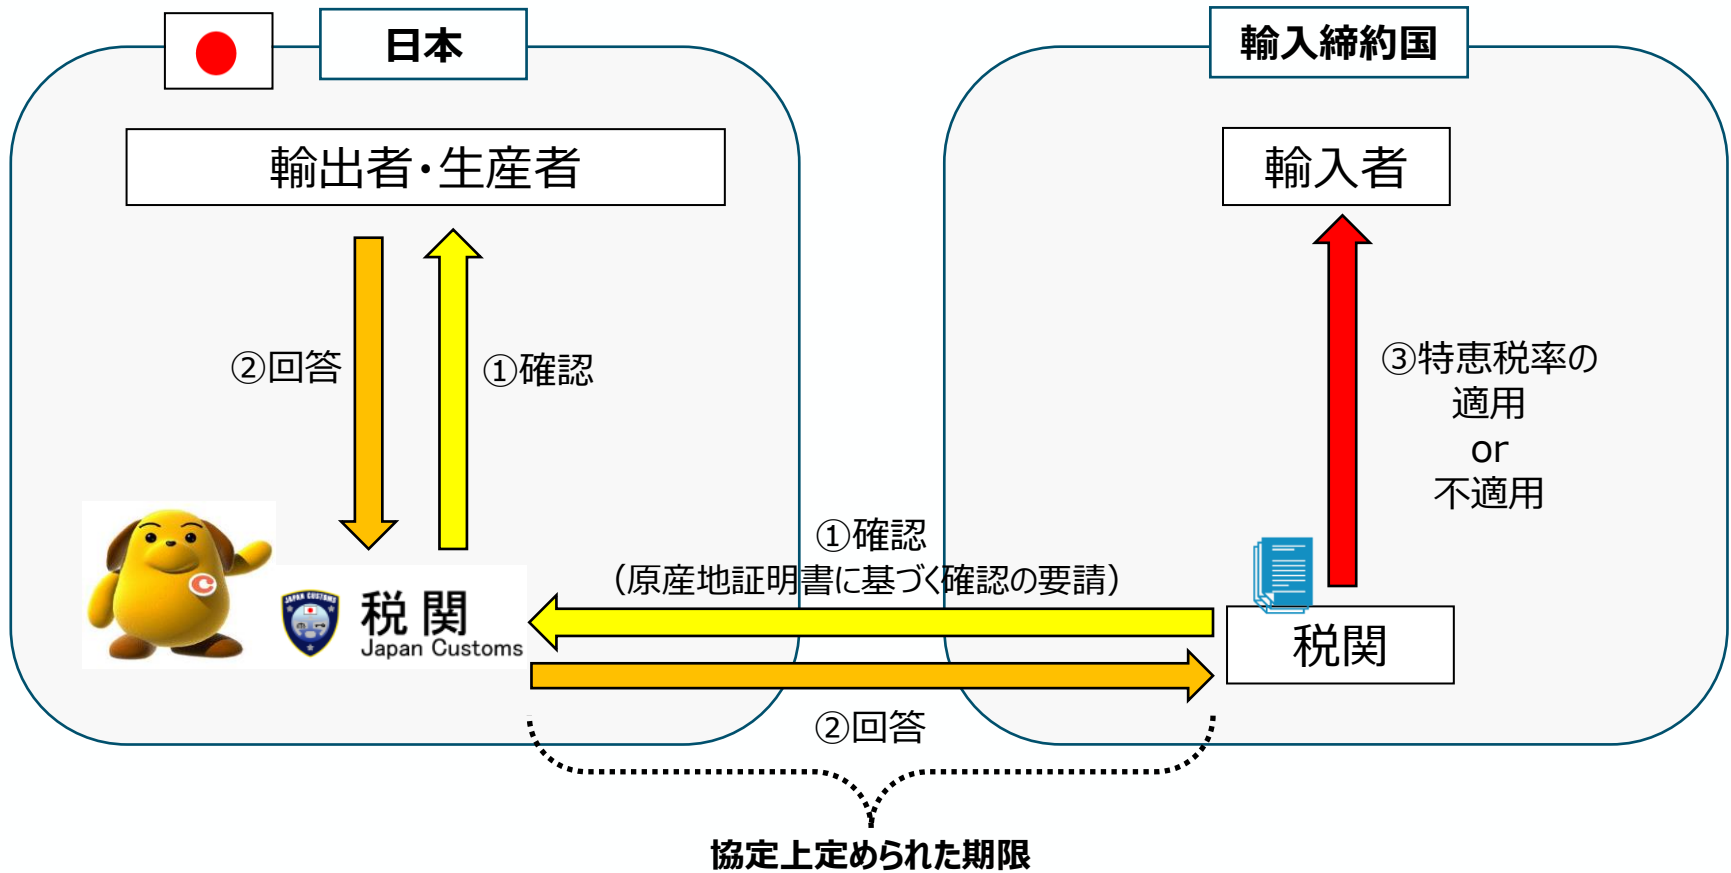 日本
輸入締約国
輸出者・生産者
輸入者
②回答
①確認
③特恵税率の
適用
or
不適用
①確認
（原産地証明書に基づく確認の要請）
JAPAN CUSTOMS
税関
Japan Customs
税関
②回答
協定上定められた期限